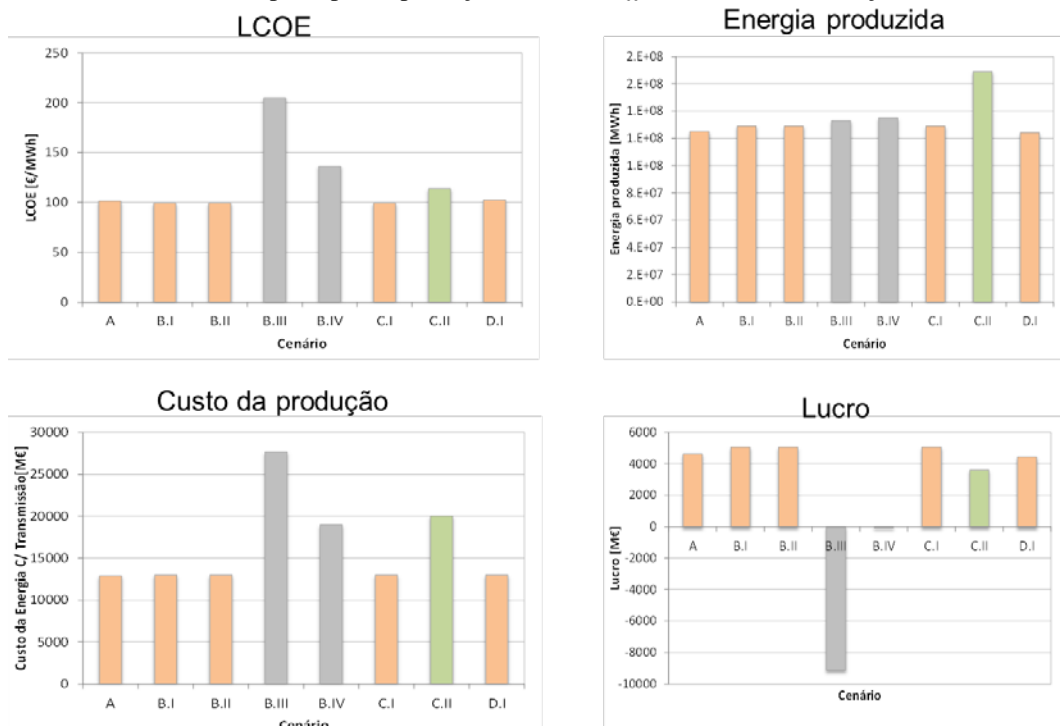 LCOE
LCOE [€/MWh]
250
200
150
100
50
0
A B.I B.II B.III B.IV C.I C.II D.I
Cenário
Energia produzida
Energia produzida [MWh]
2.E+08
2.E+08
1.E+08
1.E+08
1.E+08
8.E+07
6.E+07
4.E+07
2.E+07
0.E+00
A B.I B.II B.III B.IV C.I C.II D.I
Cenário
Custo da produção
Custo da Energia C/ Transmissão[M€]
30000
25000
20000
15000
10000
5000
0
A B.I B.II B.III B.IV C.I C.II D.I
Cenário
Lucro
Lucro [M€]
6000
4000
2000
0
-2000
-4000
-6000
-8000
-10000
A B.I B.II B.III B.IV C.I C.II D.I
Cenário